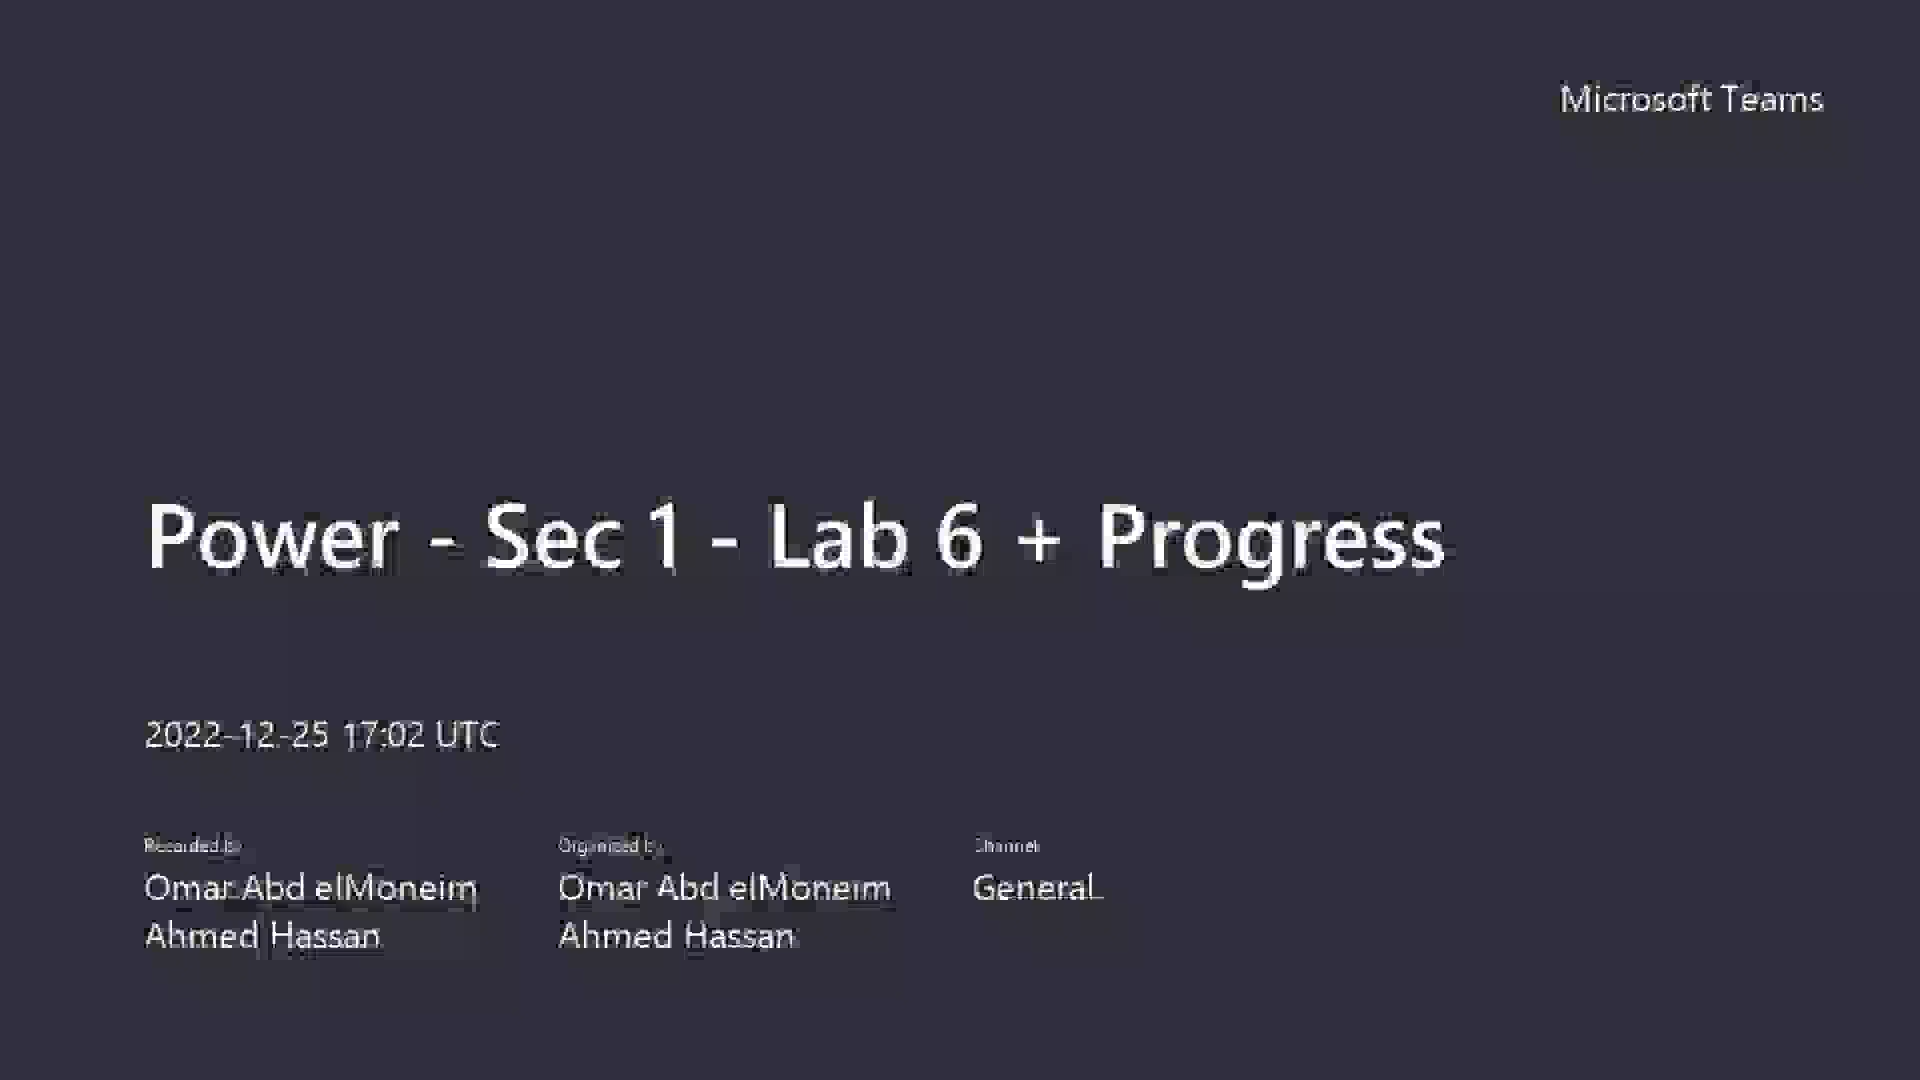 Microsoft Teams
Power - Sec 1 - Lab 6 + Progress
2022-12-25 17:02 UTC
Recorded by
Organized by
Channel
Omar Abd elMoneim
Ahmed Hassan
Omar Abd elMoneim
Ahmed Hassan
General